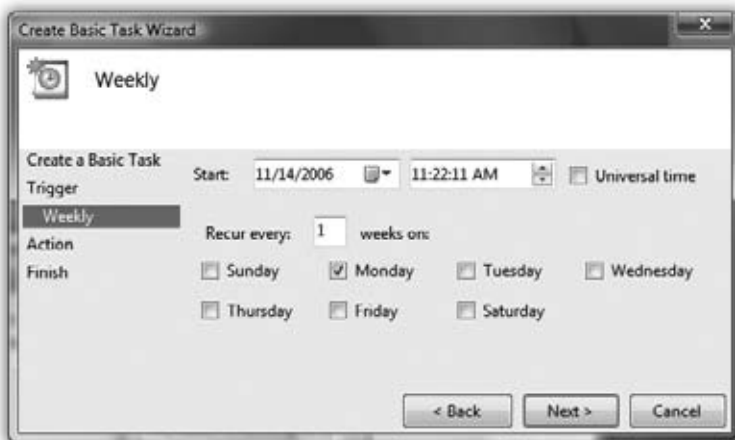 Create Basic Task Wizard
Weekly
Create a Basic Task
Trigger
Weekly
Action
Finish
Start: 11/14/2006 11:22:11 AM Universal time
Recur every: 1 weeks on:
Sunday Monday Tuesday Wednesday
Thursday Friday Saturday
< Back Next > Cancel